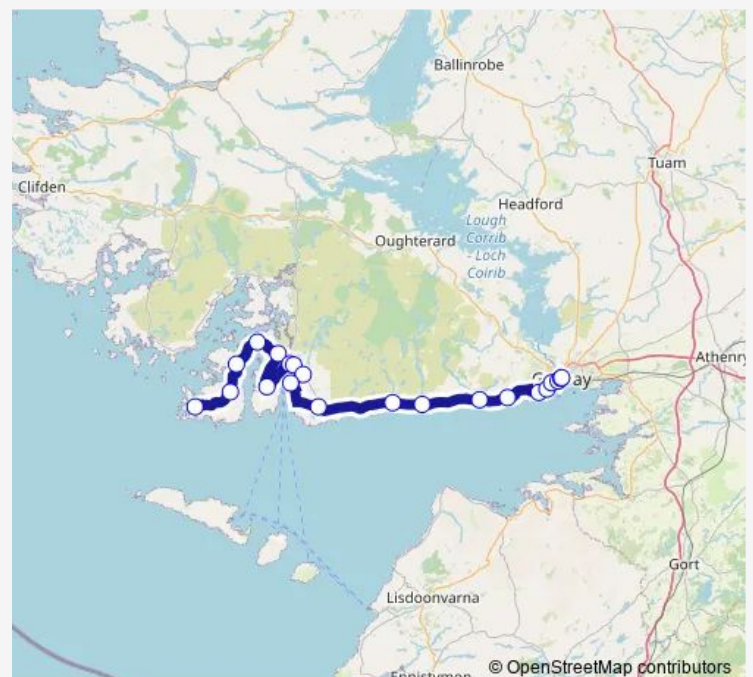 Ballinrobe
Tuam
Clifden
Headford
Lough
Corrib
- Loch
Coirib
Oughterard
Athenry
Gort
Lisdoonvarna
© OpenStreetMap contributors